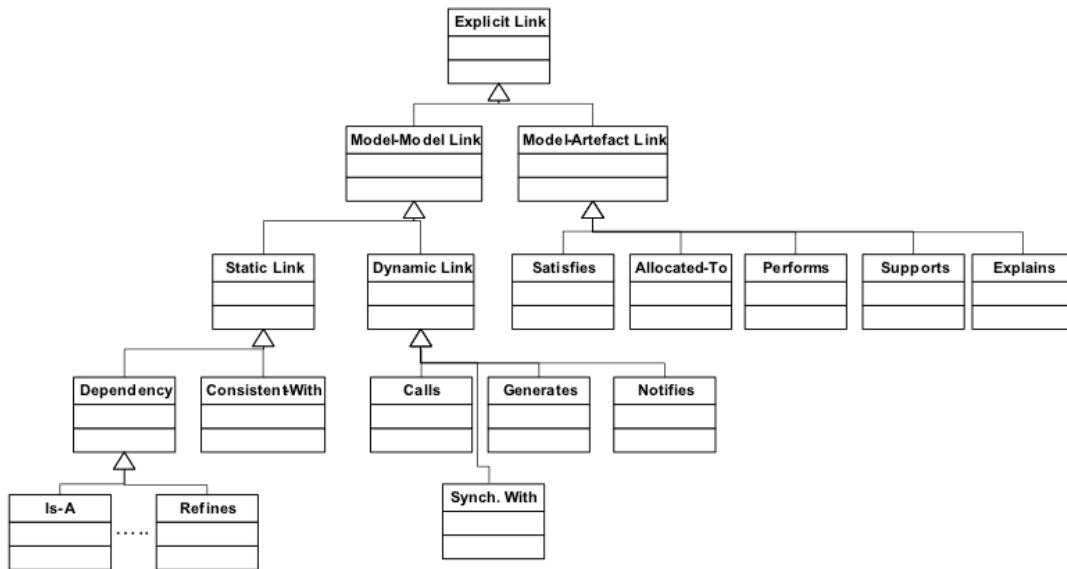 Explicit Link
Model-Model Link
Model-Artefact Link
Static Link
Dynamic Link
Satisfies
Allocated-To
Performs
Supports
Explains
Dependency
Consistent-With
Calls
Generates
Notifies
Is-A
.....
Refines
Synch. With